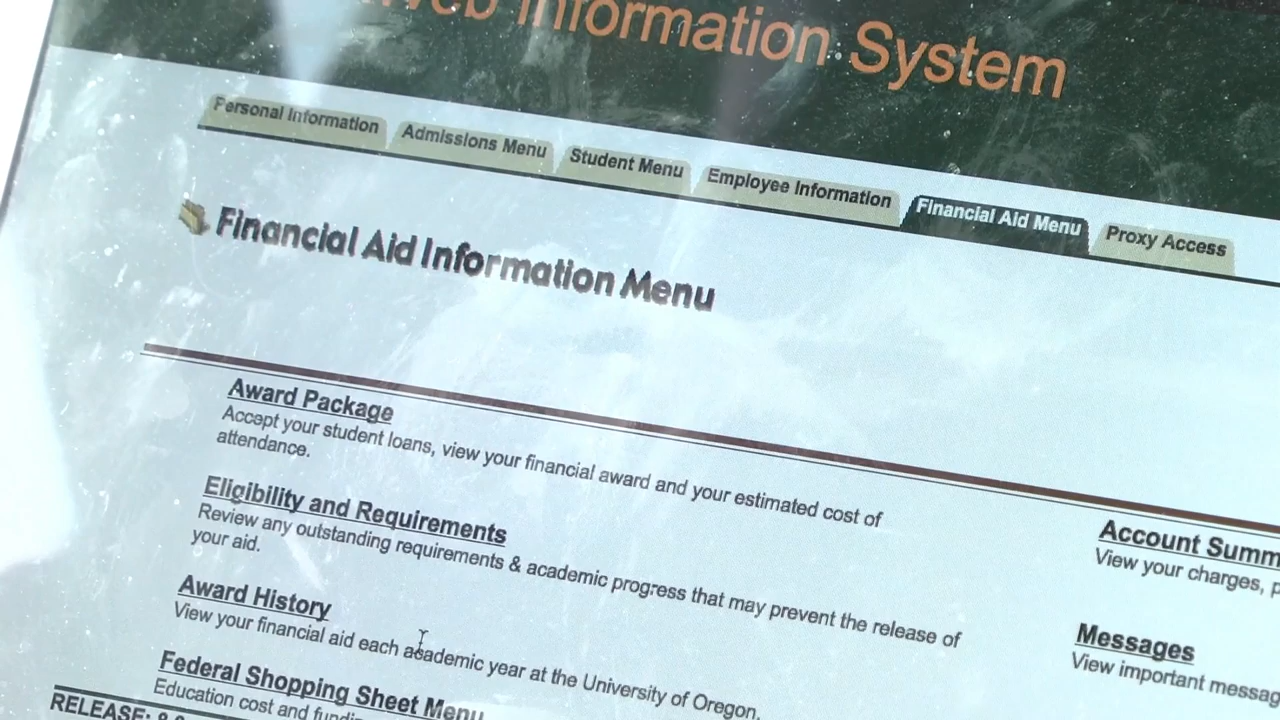 Web Information System
Personal Information
Admissions Menu
Student Menu
Employee Information
Financial Aid Menu
Proxy Access
Financial Aid Information Menu
Award Package
Accept your student loans, view your financial award and your estimated cost of
attendance.
Eligibility and Requirements
Review any outstanding requirements & academic progress that may prevent the release of
your aid.
Award History
View your financial aid each academic year at the University of Oregon.
Federal Shopping Sheet Menu
Education cost and
Account
View your charges,
Messages
View important
RELEASE: